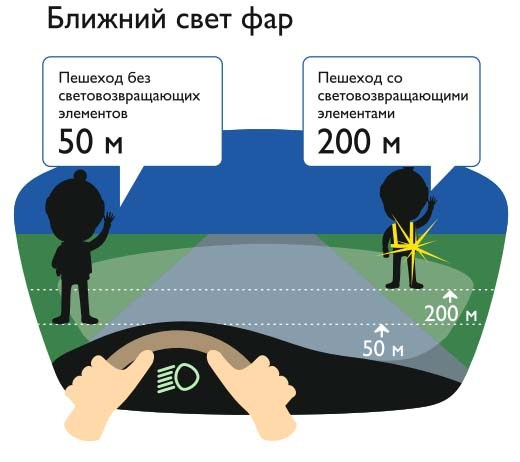 Ближний свет фар
Пешеход без
световозвращающих
элементов
50 м
Пешеход со
световозвращающими
элементами
200 м
200 м
50 м